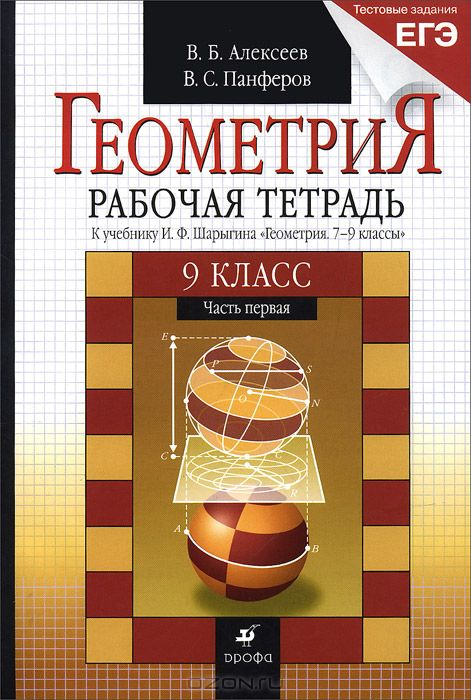 Тестовые задания
ЕГЭ
В. Б. Алексеев
В. С. Панферов
ГЕОМЕТРИЯ
РАБОЧАЯ ТЕТРАДЬ
К учебнику И. Ф. Шарыгина «Геометрия. 7–9 классы»
9 КЛАСС
Часть первая
E
P
S
O
N
C
C
R
A
B
дрофа
OZON.RU